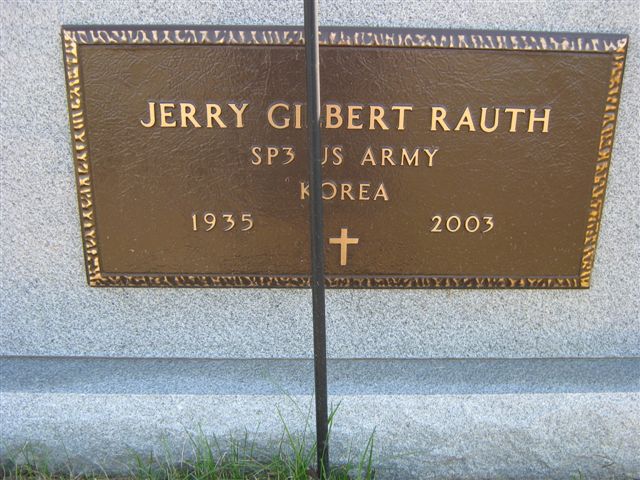 JERRY GILBERT RAUTH
SP3 US ARMY
KOREA
1935 2003